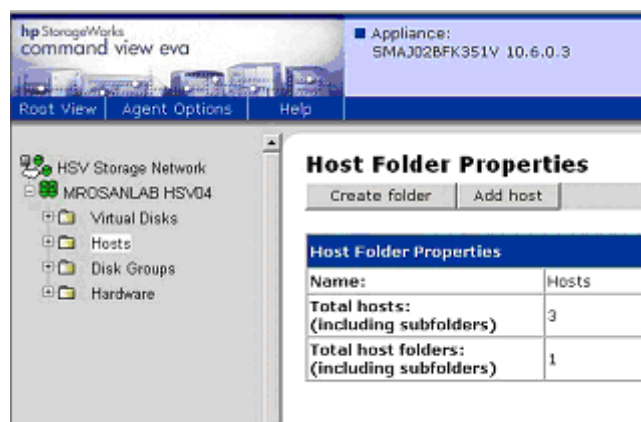 hp StorageWorks
command view eva
Appliance:
SMAJ02BFK351V 10.6.0.3
Root View
Agent Options
Help
HSV Storage Network
MROSANLAB HSV04
Virtual Disks
Hosts
Disk Groups
Hardware
Host Folder Properties
Create folder
Add host
Host Folder Properties
Name: Hosts
Total hosts:
(including subfolders) 3
Total host folders:
(including subfolders) 1